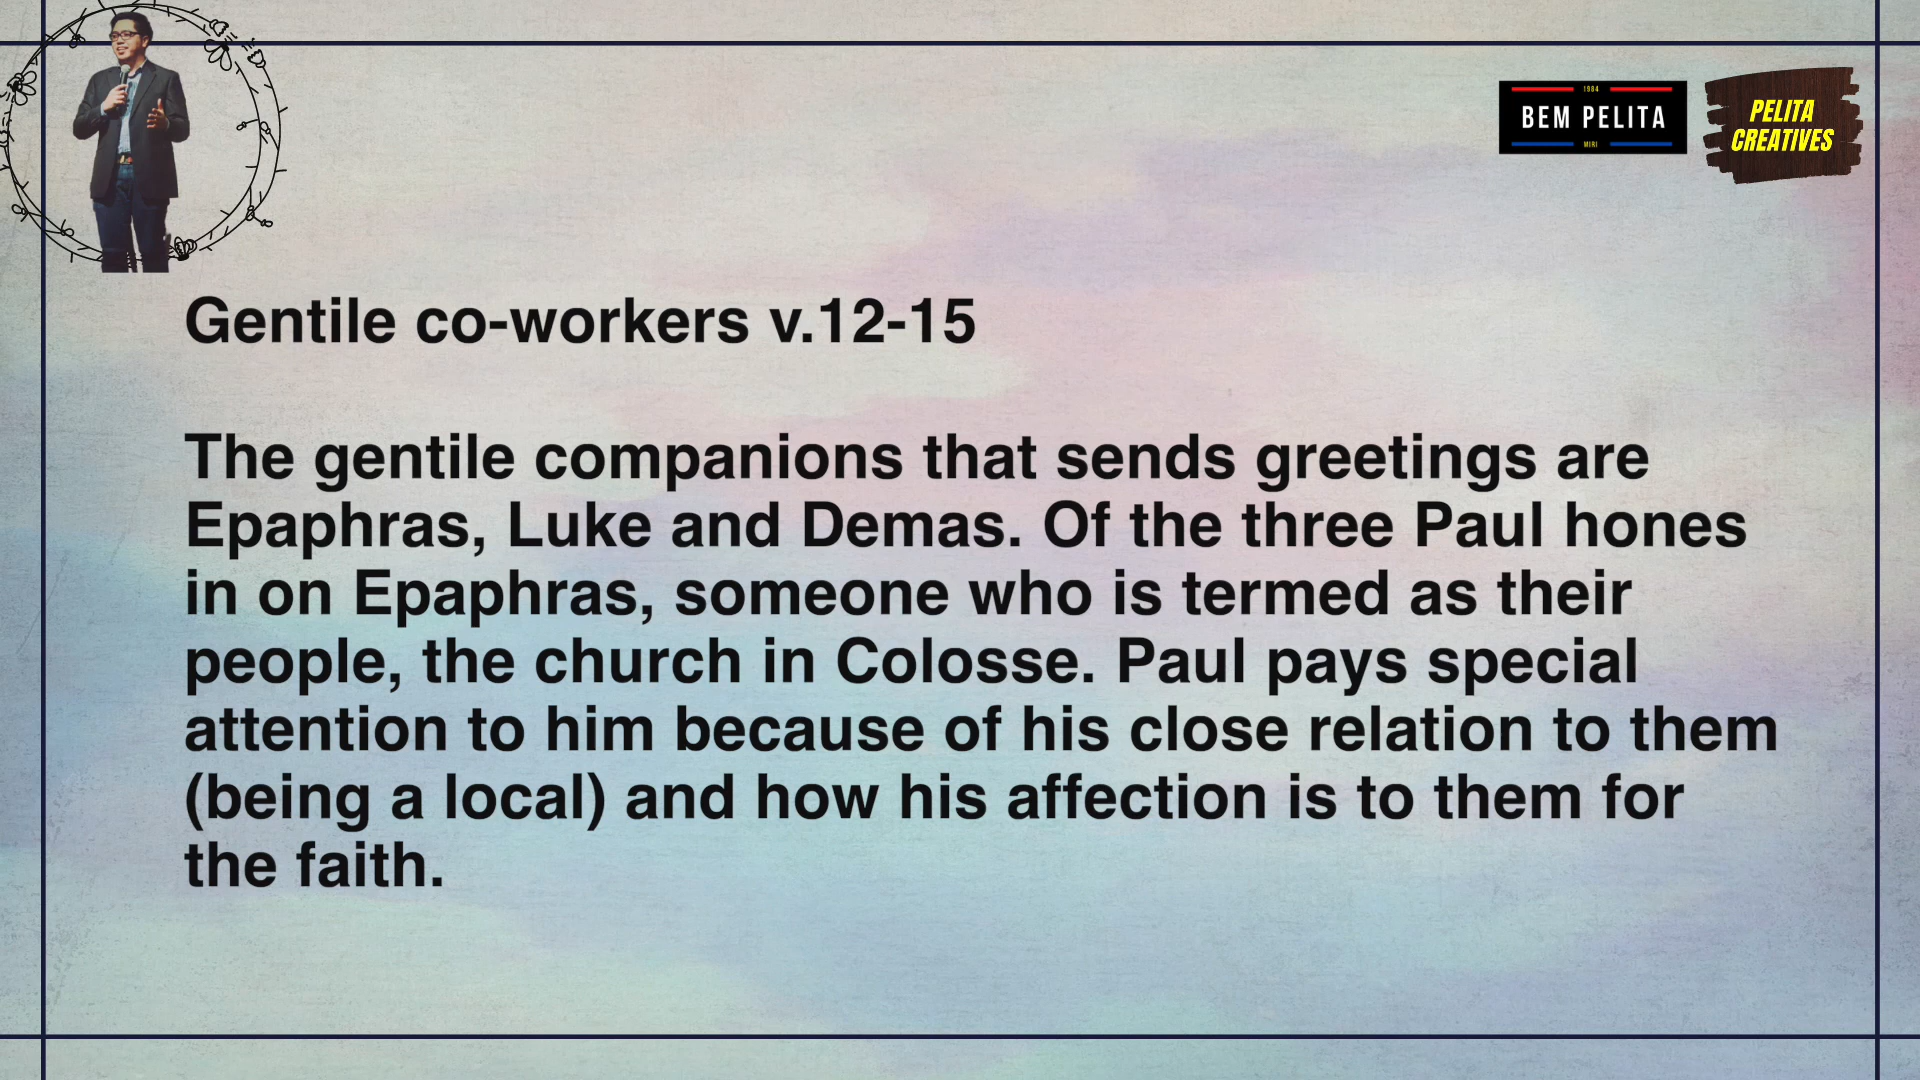 1984
BEM PELITA
MIRI
PELITA
CREATIVES
Gentile co-workers v.12-15
The gentile companions that sends greetings are
Epaphras, Luke and Demas. Of the three Paul hones
in on Epaphras, someone who is termed as their
people, the church in Colosse. Paul pays special
attention to him because of his close relation to them
(being a local) and how his affection is to them for
the faith.